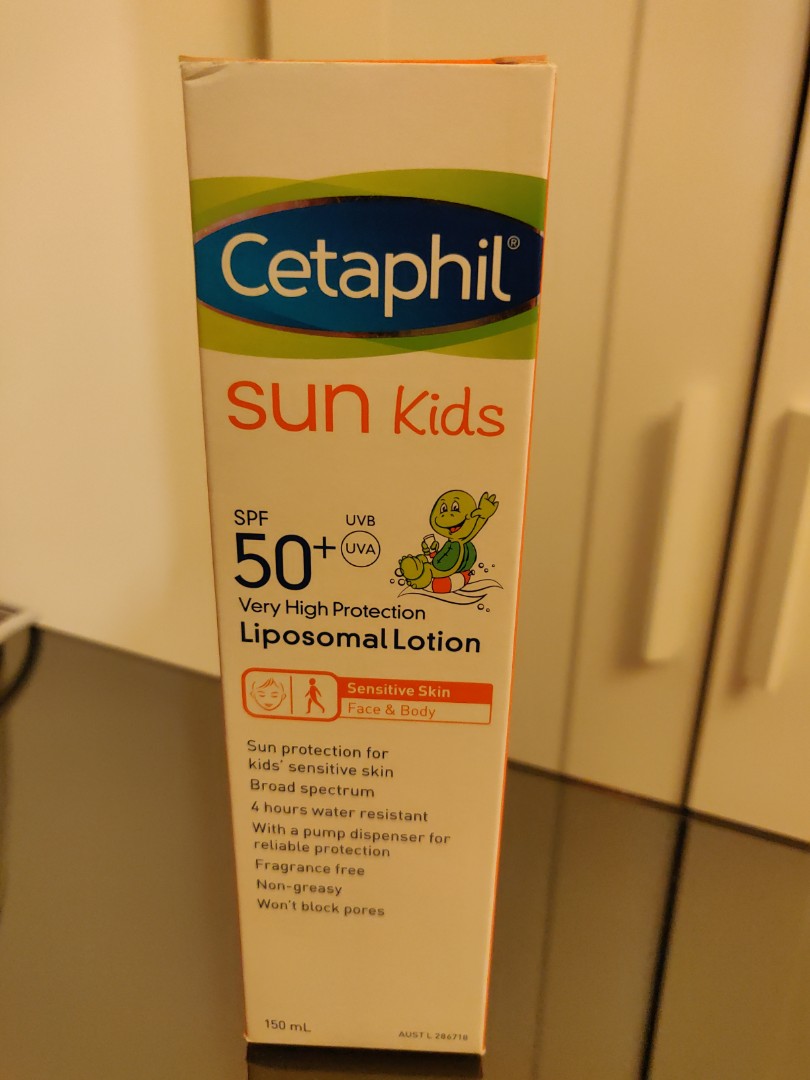 Cetaphil®
sun Kids
SPF
50+
UVB
UVA
Very High Protection
Liposomal Lotion
Sensitive Skin
Face & Body
Sun protection for
kids' sensitive skin
Broad spectrum
4 hours water resistant
With a pump dispenser for
reliable protection
Fragrance free
Non-greasy
Won't block pores
150 mL
AUST L 286718